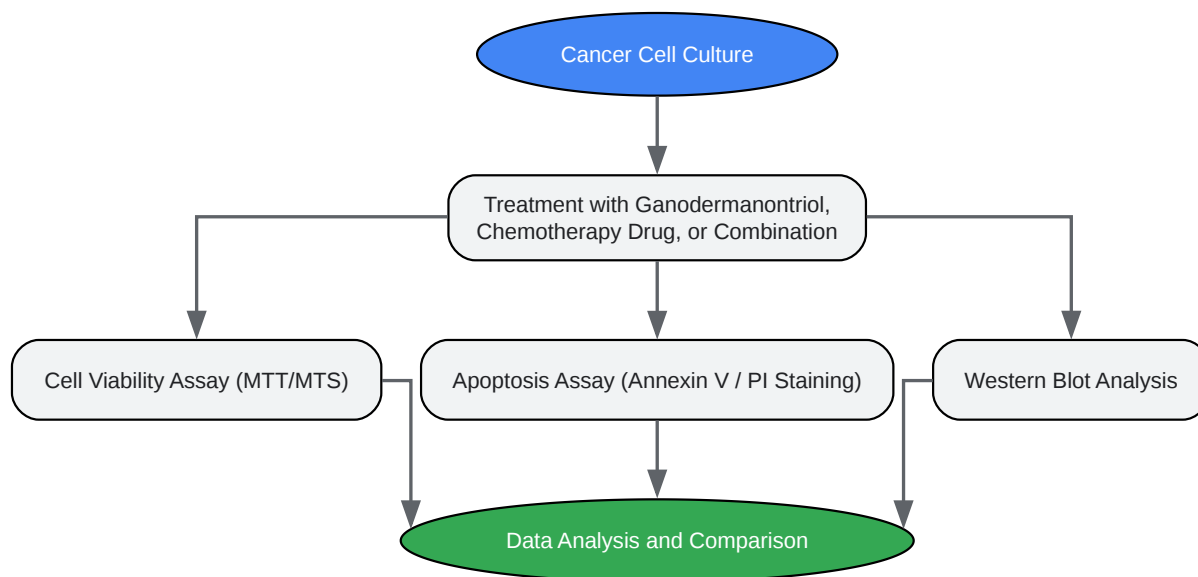 Cancer Cell Culture
Treatment with Ganodermanontriol,
Chemotherapy Drug, or Combination
Cell Viability Assay (MTT/MTS)
Apoptosis Assay (Annexin V / PI Staining)
Western Blot Analysis
Data Analysis and Comparison